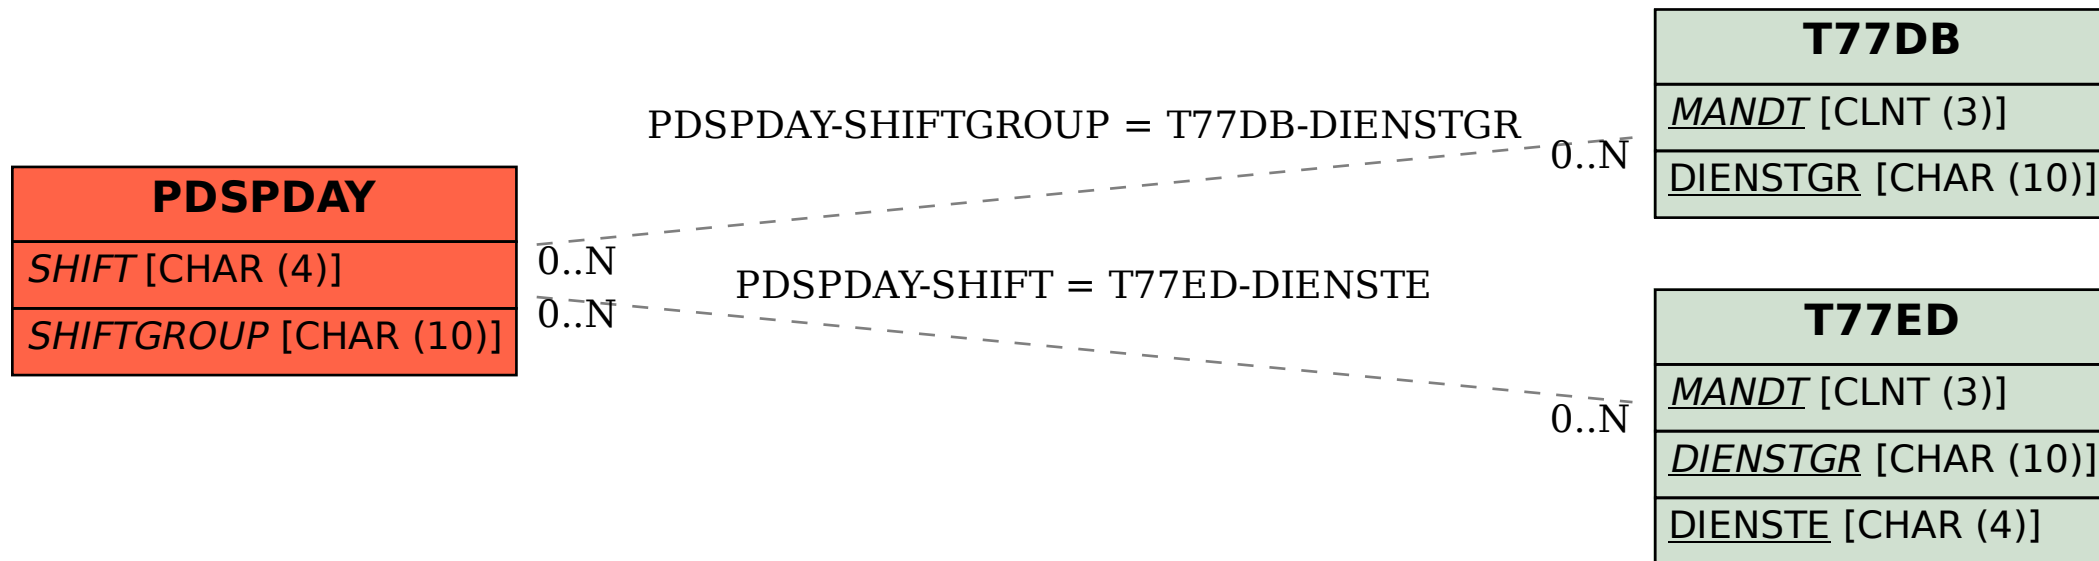 PDSPDAY
SHIFT [CHAR (4)]
SHIFTGROUP [CHAR (10)]
PDSPDAY-SHIFTGROUP = T77DB-DIENSTGR
0..N
0..N
PDSPDAY-SHIFT = T77ED-DIENSTE
0..N
0..N
T77DB
MANDT [CLNT (3)]
DIENSTGR [CHAR (10)]
T77ED
MANDT [CLNT (3)]
DIENSTGR [CHAR (10)]
DIENSTE [CHAR (4)]